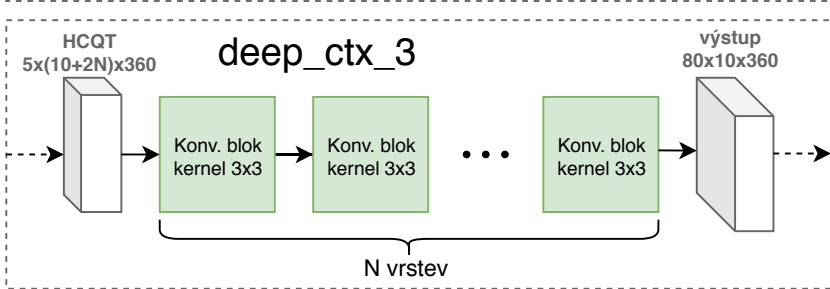 deep_ctx_3
HCQT
5x(10+2N)x360
výstup
80x10x360
Konv. blok
kernel 3x3
Konv. blok
kernel 3x3
• • •
Konv. blok
kernel 3x3
N vrstev